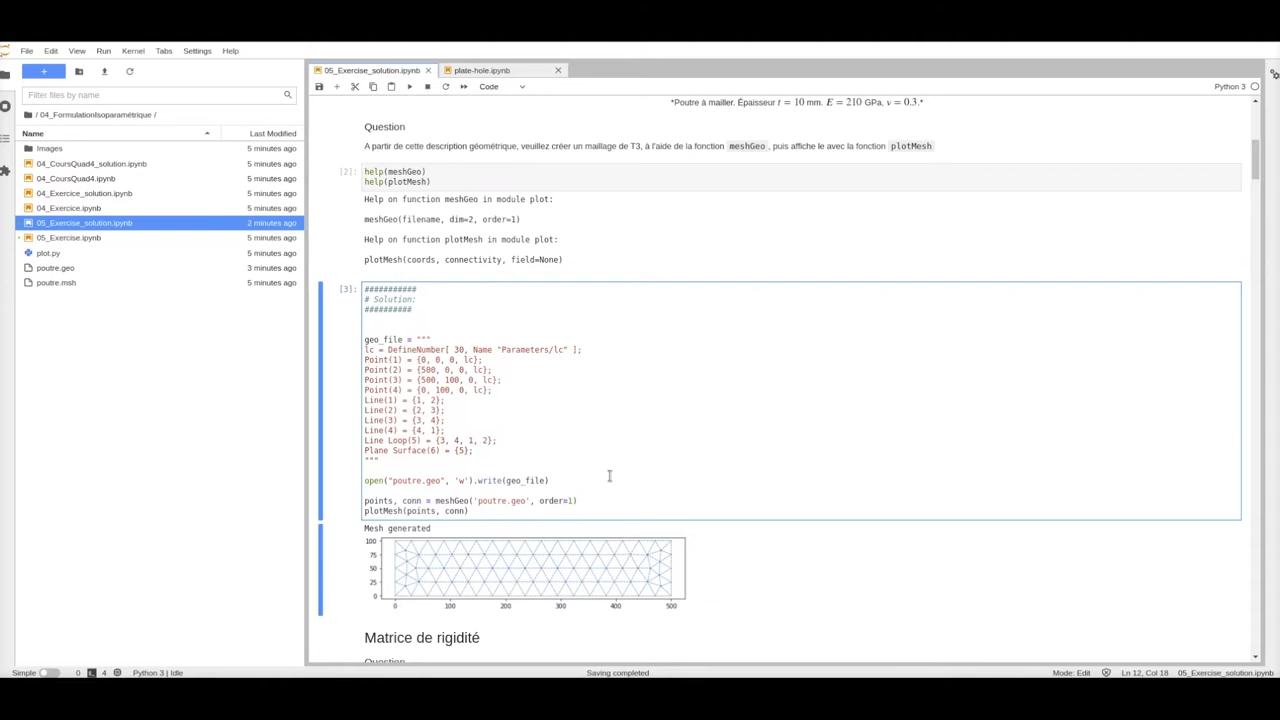 File Edit View Run Kernel Tabs Settings Help
Filter files by name
/ 04_FormulationIsoparamétrique /
Name Last Modified
Images 5 minutes ago
04_CoursQuad4_solution.ipynb 5 minutes ago
04_CoursQuad4.ipynb 5 minutes ago
04_Exercice_solution.ipynb 5 minutes ago
04_Exercice.ipynb 5 minutes ago
05_Exercise_solution.ipynb 2 minutes ago
05_Exercise.ipynb 5 minutes ago
plot.py 5 minutes ago
poutre.geo 3 minutes ago
poutre.msh 5 minutes ago
05_Exercise_solution.ipynb plate-hole.ipynb
Code Python 3
*Poutre à mailler. Épaisseur t = 10 mm. E = 210 GPa, ν = 0.3.*
Question
A partir de cette description géometrique, veuillez créer un maillage de T3, à l'aide de la fonction meshGeo , puis affiche le avec la fonction plotMesh
[2]: help(meshGeo)
help(plotMesh)
Help on function meshGeo in module plot:
meshGeo(filename, dim=2, order=1)
Help on function plotMesh in module plot:
plotMesh(coords, connectivity, field=None)
[3]: ###########
# Solution:
##########
geo_file = """
lc = DefineNumber[ 30, Name "Parameters/lc" ];
Point(1) = {0, 0, 0, lc};
Point(2) = {500, 0, 0, lc};
Point(3) = {500, 100, 0, lc};
Point(4) = {0, 100, 0, lc};
Line(1) = {1, 2};
Line(2) = {2, 3};
Line(3) = {3, 4};
Line(4) = {4, 1};
Line Loop(5) = {3, 4, 1, 2};
Plane Surface(6) = {5};
"""
open("poutre.geo", 'w').write(geo_file)
points, conn = meshGeo('poutre.geo', order=1)
plotMesh(points, conn)
Mesh generated
100
75
50
25
0
0 100 200 300 400 500
Matrice de rigidité
Question
Simple 0 4 Python 3 | Idle Saving completed Mode: Edit Ln 12, Col 18 05_Exercise_solution.ipynb